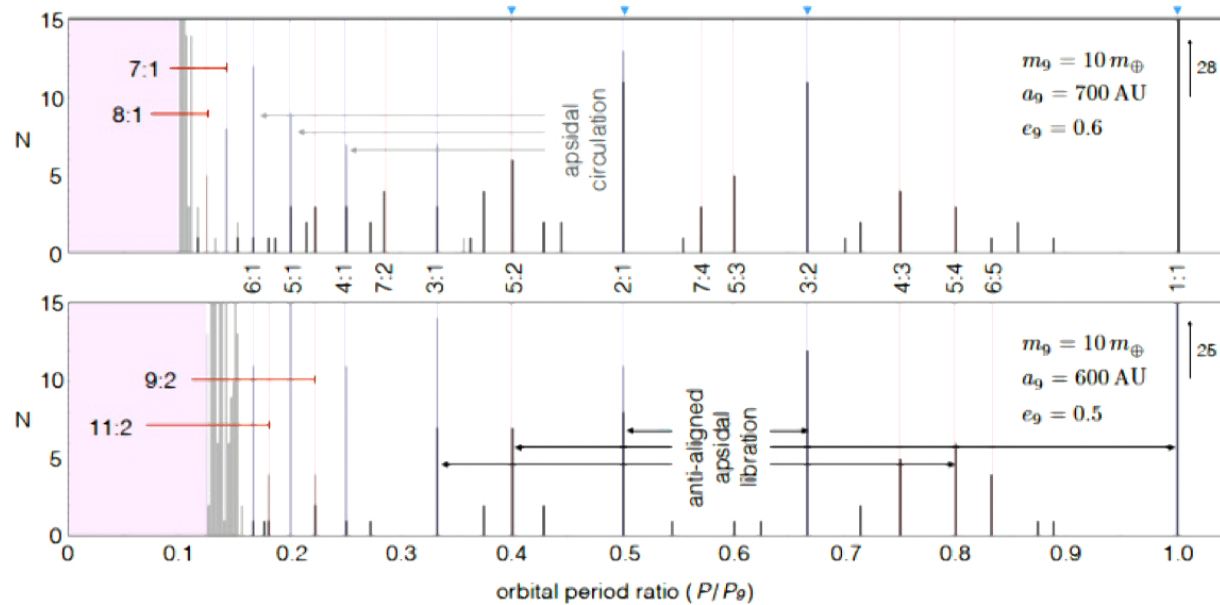 15
10
5
0
N
7:1
8:1
apsidal
circulation
m₉ = 10 m⊕
a₉ = 700 AU
e₉ = 0.6
28
6:1
5:1
4:1
7:2
3:1
5:2
2:1
7:4
5:3
3:2
4:3
5:4
6:5
1:1
15
10
5
0
N
9:2
11:2
anti-aligned
apsidal
libration
m₉ = 10 m⊕
a₉ = 600 AU
e₉ = 0.5
25
0 0.1 0.2 0.3 0.4 0.5 0.6 0.7 0.8 0.9 1.0
orbital period ratio (P/P₉)